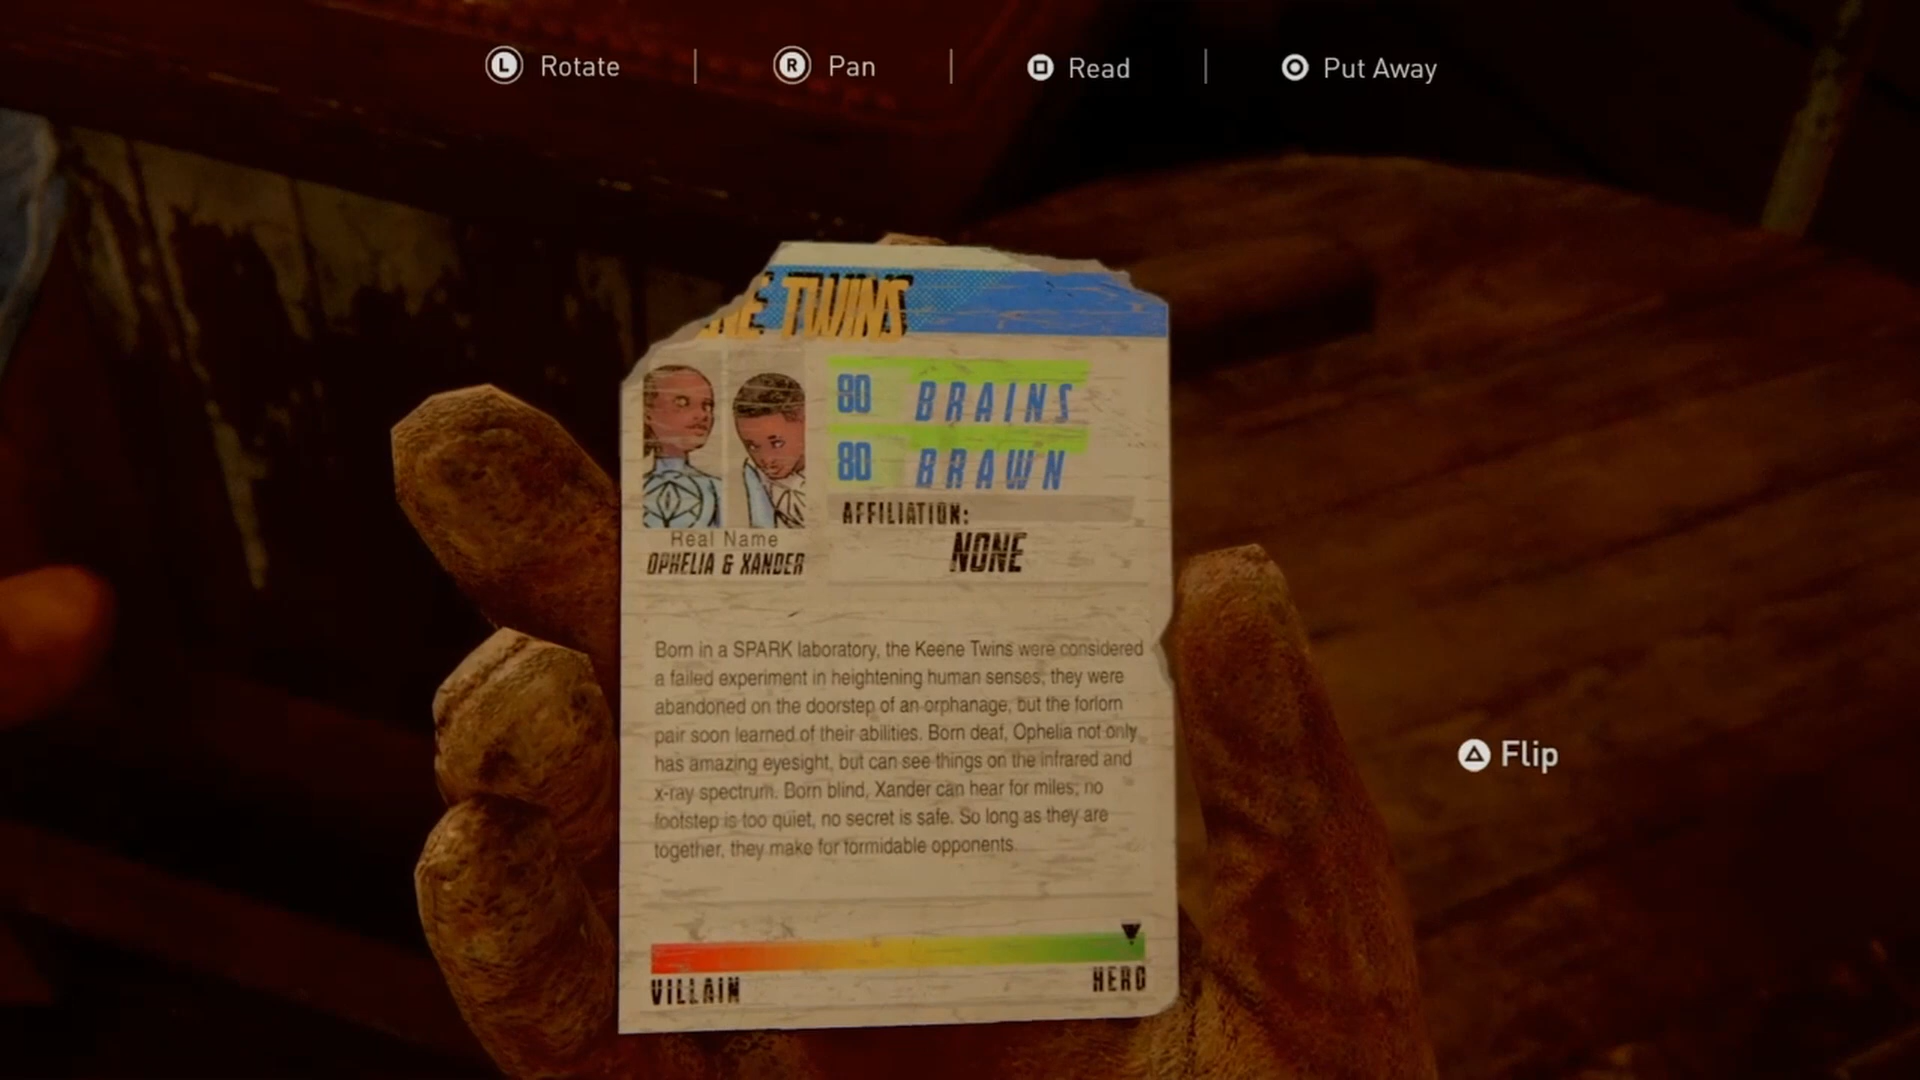 L Rotate | R Pan | Read | Put Away
TWINS
80 BRAINS
80 BRAWN
AFFILIATION:
NONE
Real Name
OPHELIA & XANDER
Born in a SPARK laboratory, the Keene Twins were considered
a failed experiment in heightening human senses; they were
abandoned on the doorstep of an orphanage, but the forlorn
pair soon learned of their abilities. Born deaf, Ophelia not only
has amazing eyesight, but can see things on the infrared and
x-ray spectrum. Born blind, Xander can hear for miles; no
footstep is too quiet, no secret is safe. So long as they are
together, they make for formidable opponents.
Flip
VILLAIN HERO